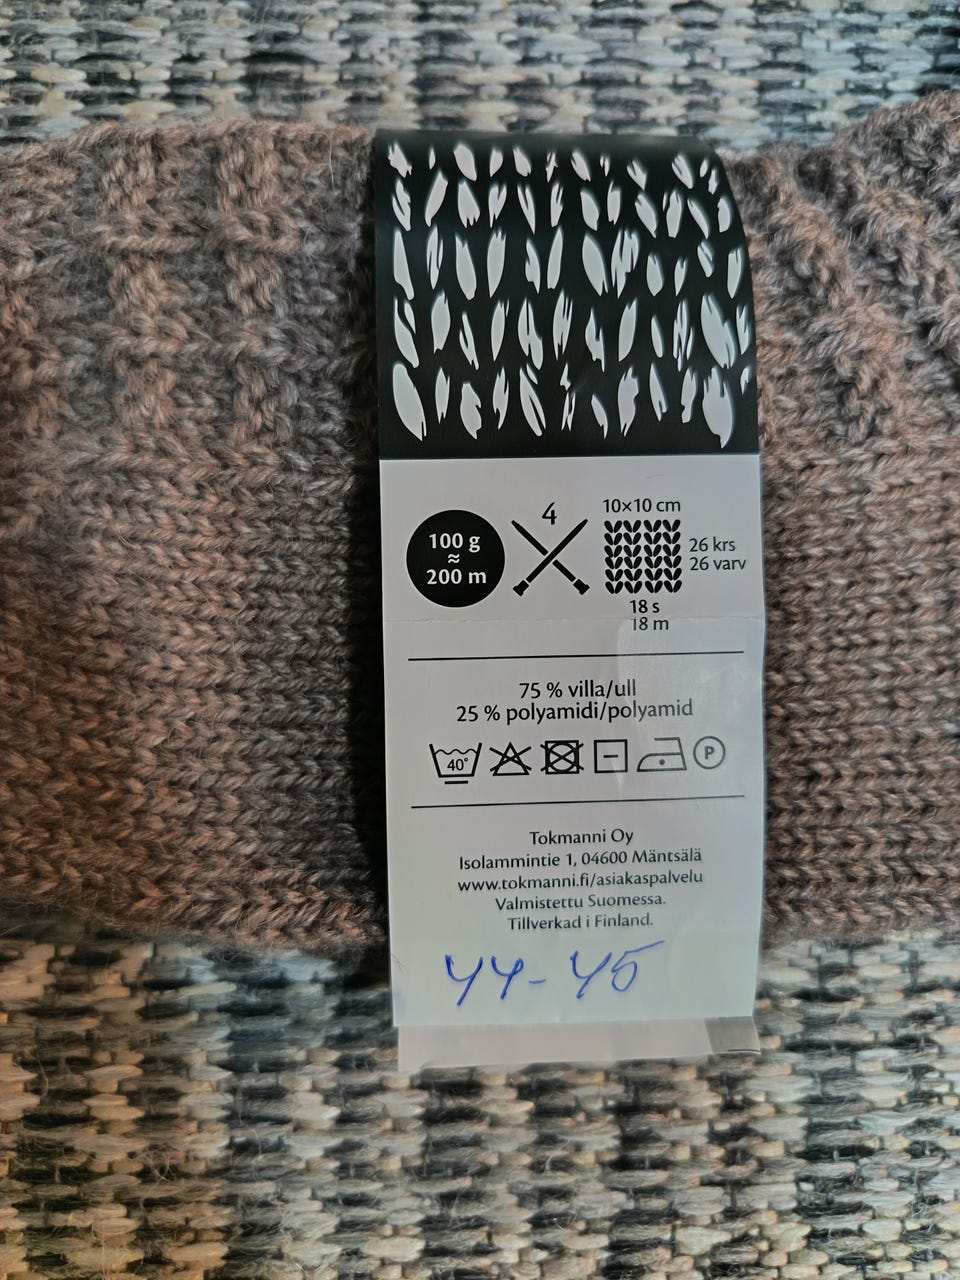 100 g
≈
200 m
4
10×10 cm
26 krs
26 varv
18 s
18 m
75 % villa/ull
25 % polyamidi/polyamid
40°
P
Tokmanni Oy
Isolammintie 1, 04600 Mäntsälä
www.tokmanni.fi/asiakaspalvelu
Valmistettu Suomessa.
Tillverkad i Finland.
44-45